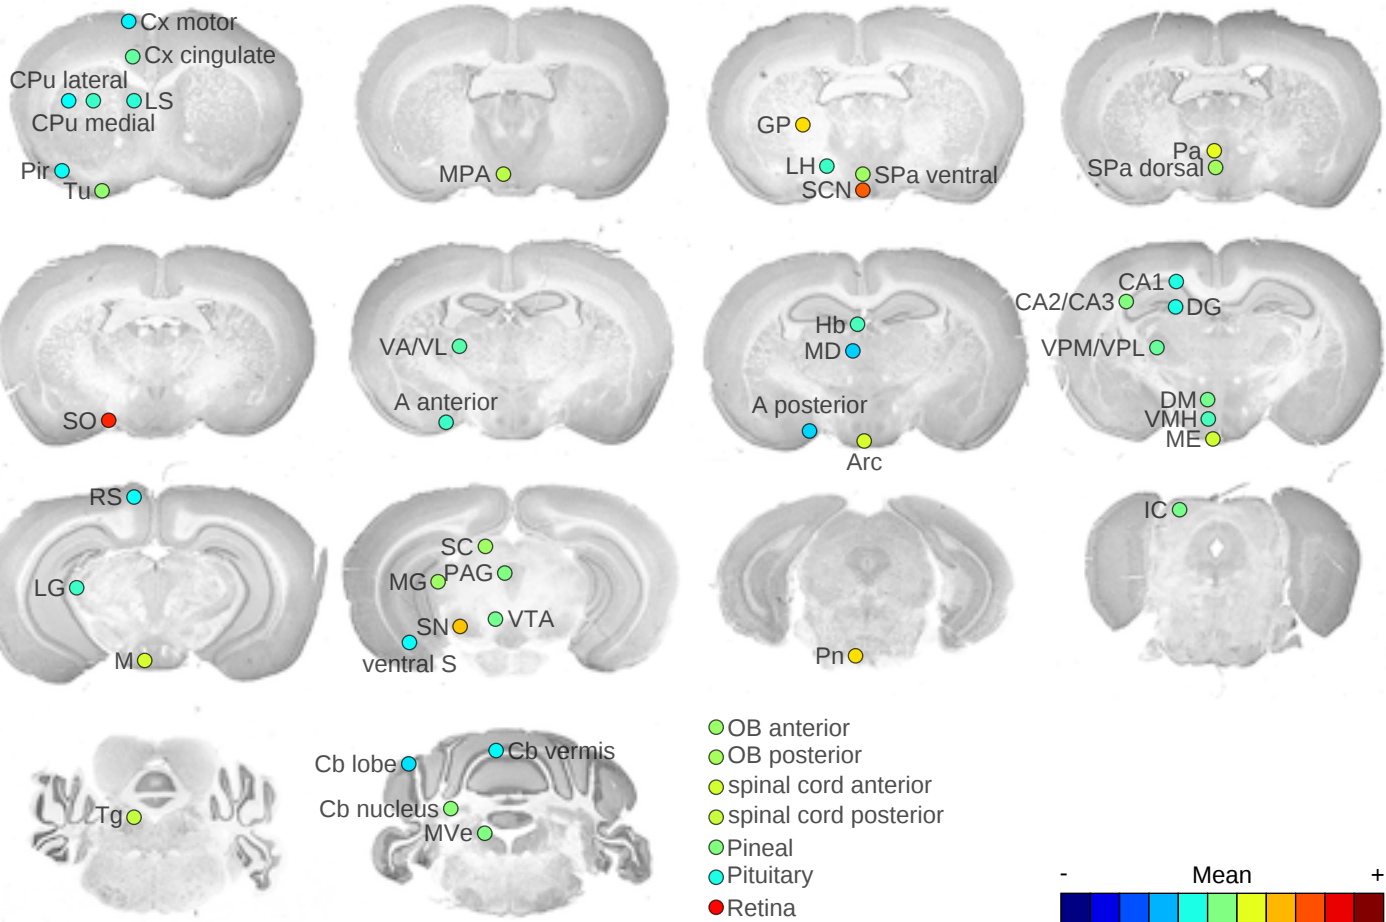 Cx motor
Cx cingulate
CPu lateral
LS
CPu medial
Pir
Tu
MPA
GP
LH
SPa ventral
SCN
Pa
SPa dorsal
SO
VA/VL
A anterior
Hb
MD
A posterior
Arc
CA1
CA2/CA3
DG
VPM/VPL
DM
VMH
ME
RS
LG
M
SC
PAG
MG
SN
VTA
ventral S
Pn
IC
Tg
Cb lobe
Cb vermis
Cb nucleus
MVe
OB anterior
OB posterior
spinal cord anterior
spinal cord posterior
Pineal
Pituitary
Retina
- Mean +